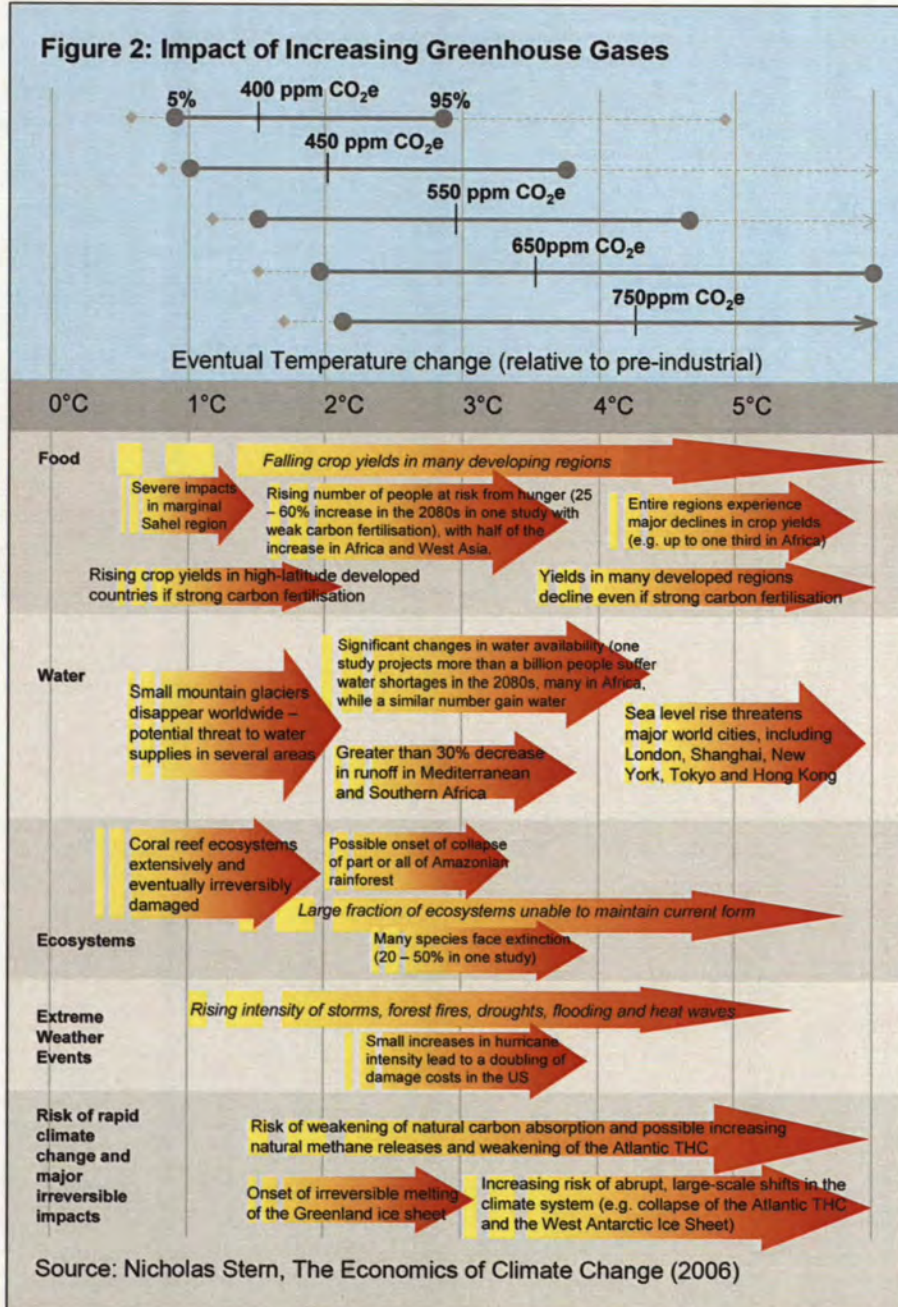 Figure 2: Impact of Increasing Greenhouse Gases
5%
400 ppm CO₂e
95%
450 ppm CO₂e
550 ppm CO₂e
650ppm CO₂e
750ppm CO₂e
Eventual Temperature change (relative to pre-industrial)
0°C 1°C 2°C 3°C 4°C 5°C
Food
Falling crop yields in many developing regions
Severe impacts
in marginal
Sahel region
Rising number of people at risk from hunger (25
– 60% increase in the 2080s in one study with
weak carbon fertilisation), with half of the
increase in Africa and West Asia.
Entire regions experience
major declines in crop yields
(e.g. up to one third in Africa)
Rising crop yields in high-latitude developed
countries if strong carbon fertilisation
Yields in many developed regions
decline even if strong carbon fertilisation
Water
Small mountain glaciers
disappear worldwide –
potential threat to water
supplies in several areas
Significant changes in water availability (one
study projects more than a billion people suffer
water shortages in the 2080s, many in Africa,
while a similar number gain water
Greater than 30% decrease
in runoff in Mediterranean
and Southern Africa
Sea level rise threatens
major world cities, including
London, Shanghai, New
York, Tokyo and Hong Kong
Ecosystems
Coral reef ecosystems
extensively and
eventually irreversibly
damaged
Possible onset of collapse
of part or all of Amazonian
rainforest
Large fraction of ecosystems unable to maintain current form
Many species face extinction
(20 – 50% in one study)
Extreme
Weather
Events
Rising intensity of storms, forest fires, droughts, flooding and heat waves
Small increases in hurricane
intensity lead to a doubling of
damage costs in the US
Risk of rapid
climate
change and
major
irreversible
impacts
Risk of weakening of natural carbon absorption and possible increasing
natural methane releases and weakening of the Atlantic THC
Onset of irreversible melting
of the Greenland ice sheet
Increasing risk of abrupt, large-scale shifts in the
climate system (e.g. collapse of the Atlantic THC
and the West Antarctic Ice Sheet)
Source: Nicholas Stern, The Economics of Climate Change (2006)